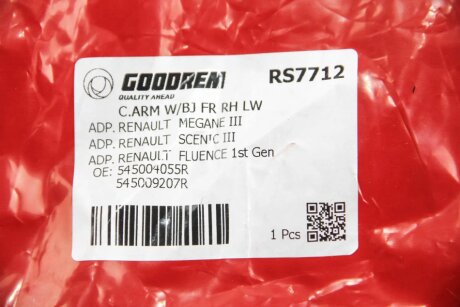 GOODREM RS7712
QUALITY AHEAD
C.ARM W/BJ FR RH LW
ADP. RENAULT MEGANE III
ADP. RENAULT SCENIC III
ADP. RENAULT FLUENCE 1st Gen
OE: 545004055R
545009207R
1 Pcs